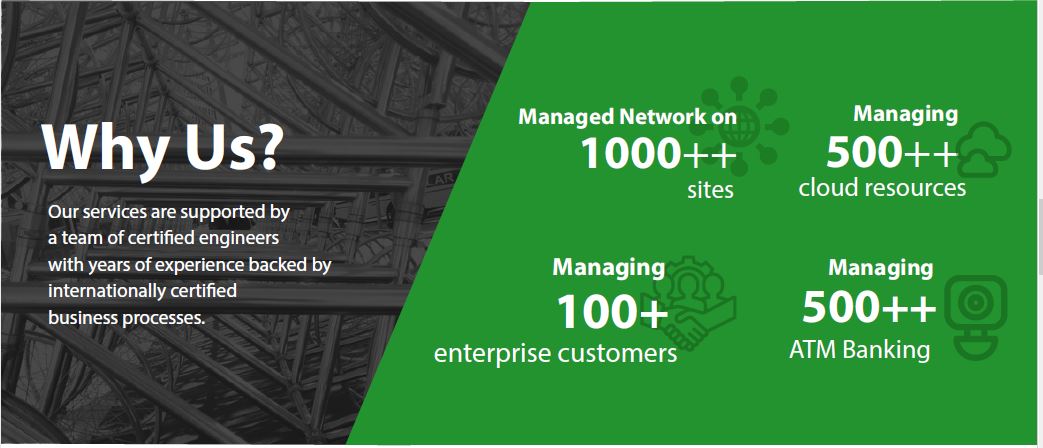 Why Us?
Our services are supported by
a team of certified engineers
with years of experience backed by
internationally certified
business processes.
Managed Network on
1000++
sites
Managing
500++
cloud resources
Managing
100+
enterprise customers
Managing
500++
ATM Banking